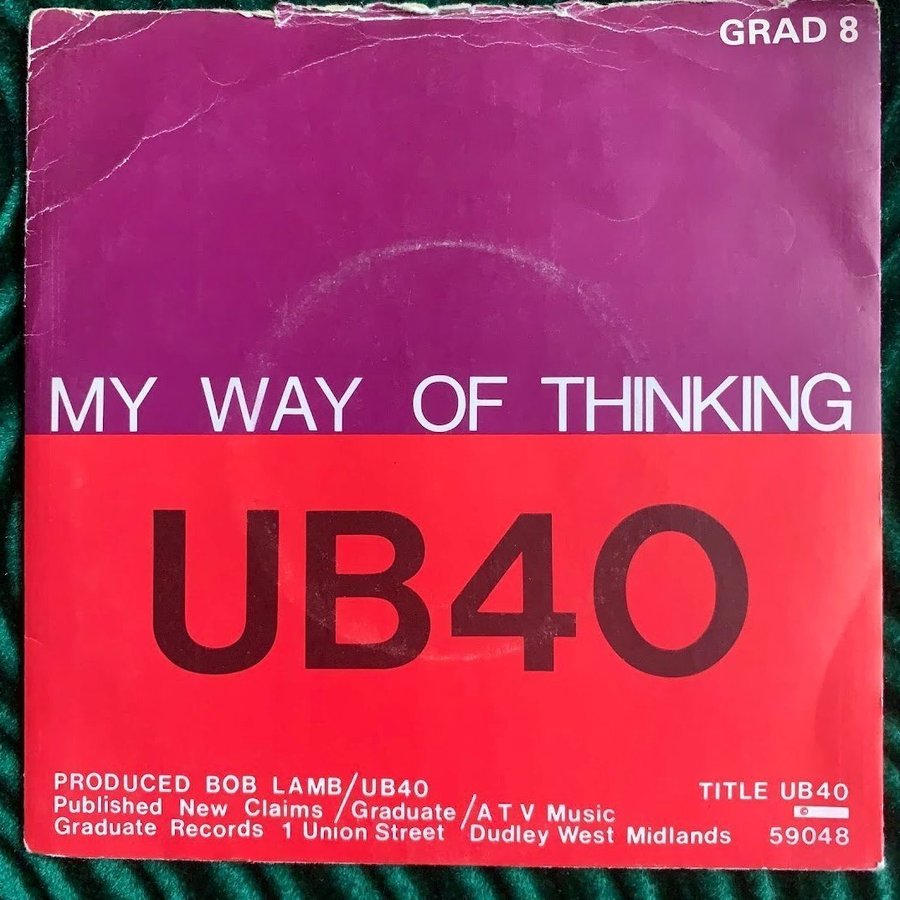 GRAD 8
MY WAY OF THINKING
UB40
PRODUCED BOB LAMB/UB40
Published New Claims/Graduate/ATV Music
Graduate Records 1 Union Street Dudley West Midlands
TITLE UB40
59048